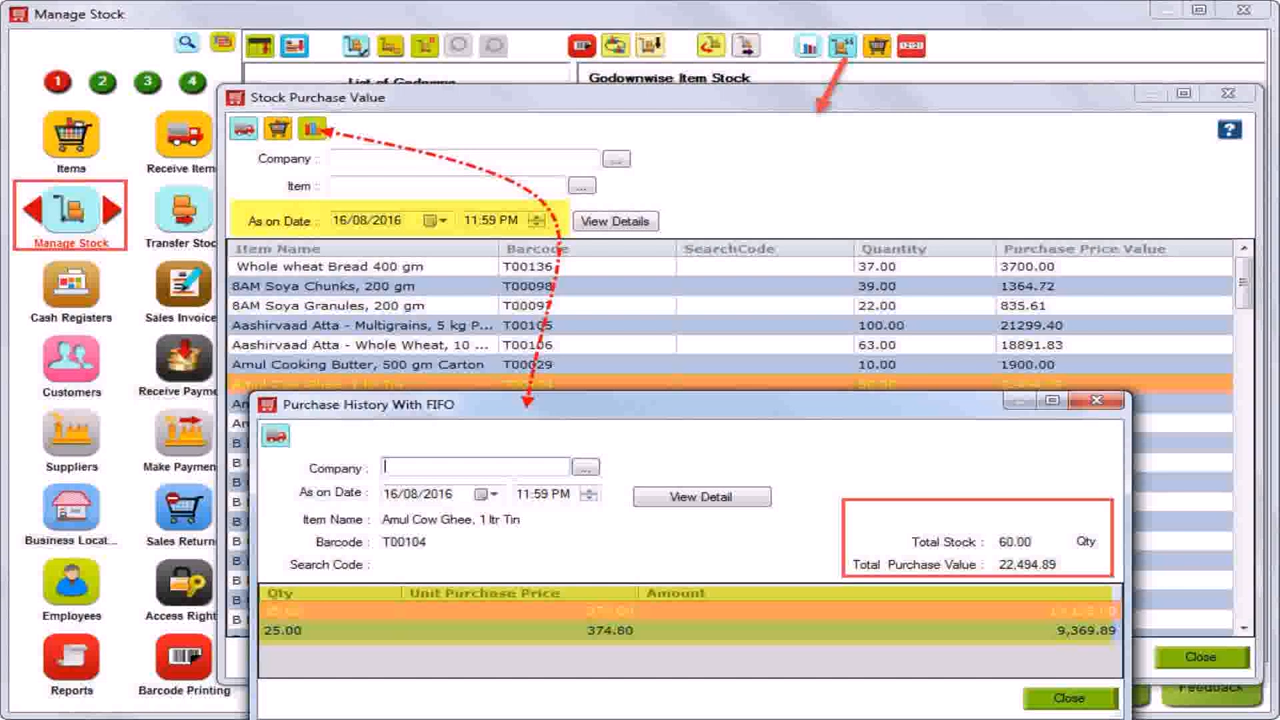 Manage Stock
1 2 3 4
Godownwise Item Stock
Stock Purchase Value
Items
Receive Item
Company :
...
Item :
...
Manage Stock
Transfer Stoc
As on Date : 16/08/2016 11:59 PM View Details
Item Name Barcode SearchCode Quantity Purchase Price Value
Whole wheat Bread 400 gm T00136 37.00 3700.00
8AM Soya Chunks, 200 gm T00098 39.00 1364.72
8AM Soya Granules, 200 gm T00097 22.00 835.61
Aashirvaad Atta - Multigrains, 5 kg P... T00105 100.00 21299.40
Aashirvaad Atta - Whole Wheat, 10 ... T00106 63.00 18891.83
Amul Cooking Butter, 500 gm Carton T00029 10.00 1900.00
Cash Registers
Sales Invoice
Customers
Receive Payme
Suppliers
Make Paymen
Business Locat...
Sales Return
Employees
Access Right
Reports
Barcode Printing
Purchase History With FIFO
Company :
...
As on Date : 16/08/2016 11:59 PM View Detail
Item Name : Amul Cow Ghee, 1 ltr Tin
Barcode : T00104
Search Code :
Total Stock : 60.00 Qty
Total Purchase Value : 22,494.89
Qty Unit Purchase Price Amount
25.00 374.80 9,369.89
Close
Close
Feedback